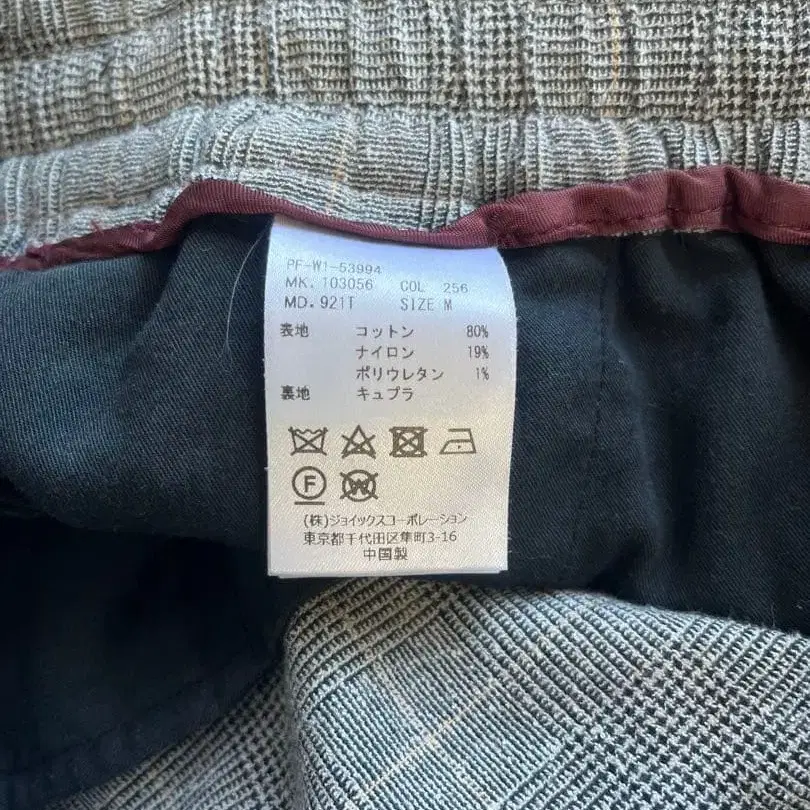 PF-W1-53994
MK. 103056 COL 256
MD. 921T SIZE M
表地 コットン 80%
ナイロン 19%
ポリウレタン 1%
裏地 キュプラ
F
W
(株)ジョイックスコーポレーション
東京都千代田区隼町3-16
中国製